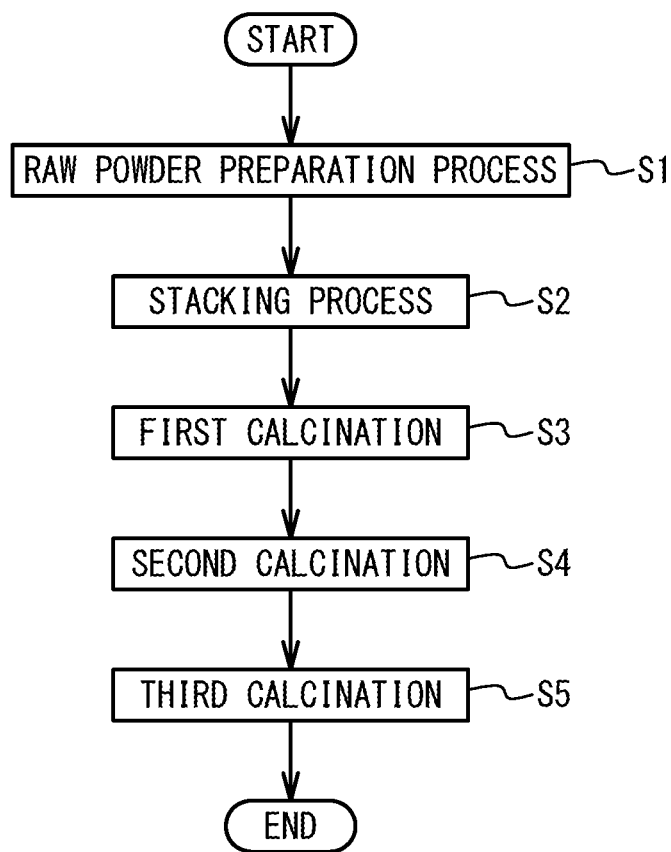 START
RAW POWDER PREPARATION PROCESS S1
STACKING PROCESS S2
FIRST CALCINATION S3
SECOND CALCINATION S4
THIRD CALCINATION S5
END